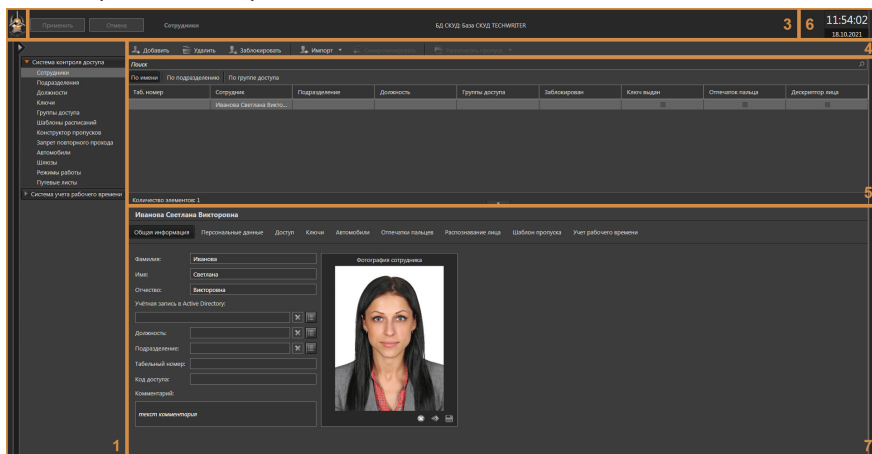 Применить Отмена Сотрудники БД СКУД: База СКУД TECHWRITER 3 6 11:54:02
18.10.2021
Добавить Удалить Заблокировать Импорт 4
Система контроля доступа
Сотрудники
Подразделения
Должности
Ключи
Группы доступа
Шаблоны расписаний
Конструктор пропусков
Запрет повторного прохода
Автомобили
Шлюзы
Режимы работы
Путевые листы
Система учета рабочего времени
1
Поиск
По имени По подразделению По группе доступа
Таб. номер Сотрудник Подразделение Должность Группы доступа Заблокирован Ключ выдан Отпечаток пальца Дескриптор лица
Иванова Светлана Викто...
Количество элементов: 1 5
Иванова Светлана Викторовна
Общая информация Персональные данные Доступ Ключи Автомобили Отпечатки пальцев Распознавание лица Шаблон пропуска Учет рабочего времени
Фамилия: Иванова
Имя: Светлана
Отчество: Викторовна
Учётная запись в Active Directory:
Должность:
Подразделение:
Табельный номер:
Код доступа:
Комментарий:
текст комментария
Фотография сотрудника
7